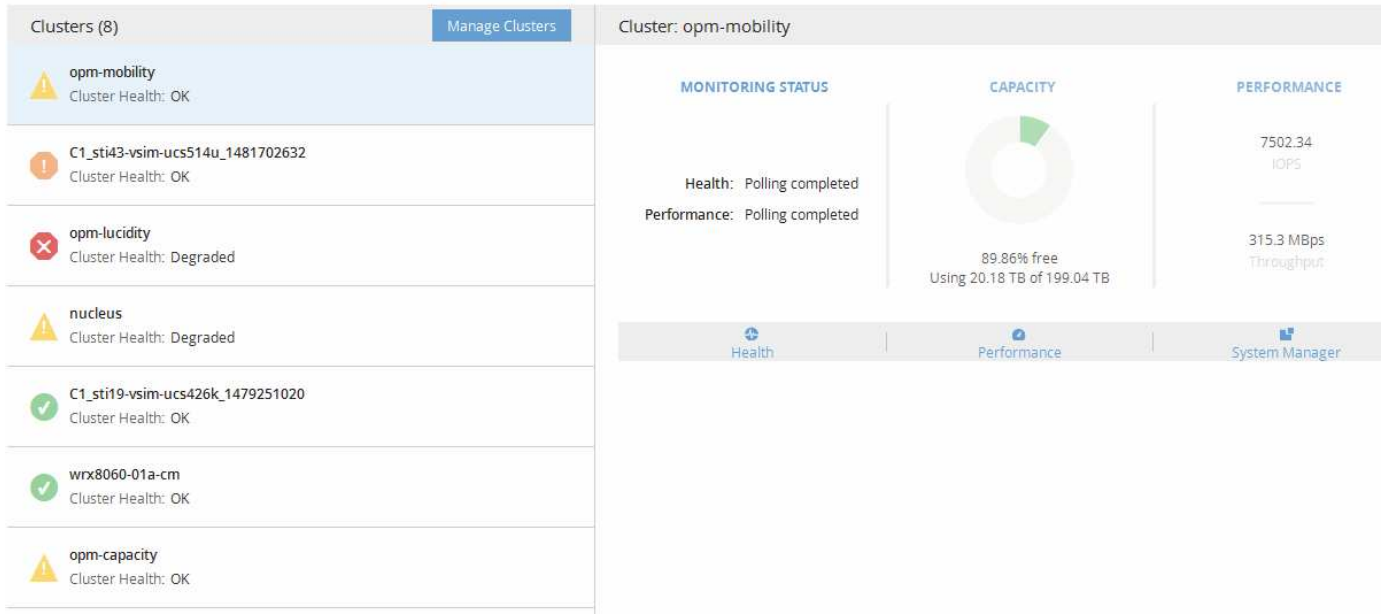 Clusters (8)
Manage Clusters
opm-mobility
Cluster Health: OK
C1_sti43-vsim-ucs514u_1481702632
Cluster Health: OK
opm-lucidity
Cluster Health: Degraded
nucleus
Cluster Health: Degraded
C1_sti19-vsim-ucs426k_1479251020
Cluster Health: OK
wrx8060-01a-cm
Cluster Health: OK
opm-capacity
Cluster Health: OK
Cluster: opm-mobility
MONITORING STATUS
Health: Polling completed
Performance: Polling completed
CAPACITY
89.86% free
Using 20.18 TB of 199.04 TB
PERFORMANCE
7502.34
IOPS
315.3 MBps
Throughput
Health
Performance
System Manager